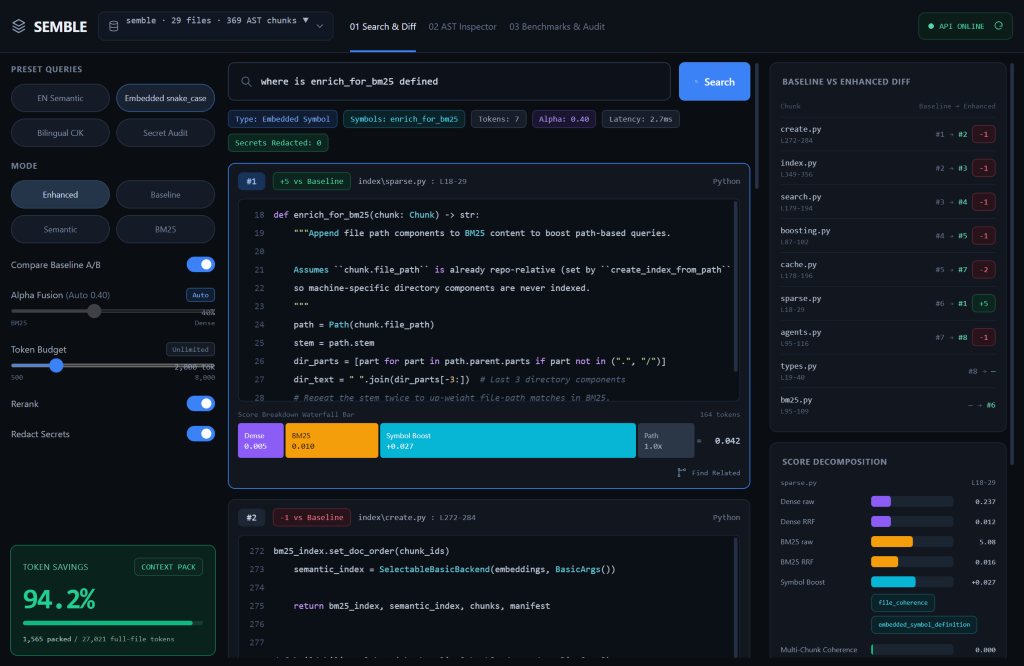 SEMBLE
semble · 29 files · 369 AST chunks ▼
01 Search & Diff
02 AST Inspector
03 Benchmarks & Audit
API ONLINE
PRESET QUERIES
EN Semantic
Embedded snake_case
Bilingual CJK
Secret Audit
MODE
Enhanced
Baseline
Semantic
BM25
Compare Baseline A/B
Alpha Fusion (Auto 0.40)
Auto
40%
BM25
Dense
Token Budget
Unlimited
2,000 tok
500
8,000
Rerank
Redact Secrets
TOKEN SAVINGS
CONTEXT PACK
94.2%
1,565 packed / 27,021 full-file tokens
where is enrich_for_bm25 defined
Search
Type: Embedded Symbol
Symbols: enrich_for_bm25
Tokens: 7
Alpha: 0.40
Latency: 2.7ms
Secrets Redacted: 0
#1
+5 vs Baseline
index\sparse.py : L18-29
Python
18 def enrich_for_bm25(chunk: Chunk) -> str:
19 """Append file path components to BM25 content to boost path-based queries.
20
21 Assumes ``chunk.file_path`` is already repo-relative (set by ``create_index_from_path``
22 so machine-specific directory components are never indexed.
23 """
24 path = Path(chunk.file_path)
25 stem = path.stem
26 dir_parts = [part for part in path.parent.parts if part not in (".", "/")]
27 dir_text = " ".join(dir_parts[-3:]) # Last 3 directory components
28 # Repeat the stem twice to up-weight file-path matches in BM25.
Score Breakdown Waterfall Bar
164 tokens
Dense
0.005
BM25
0.010
Symbol Boost
+0.027
Path
1.0x
= 0.042
Find Related
#2
-1 vs Baseline
index\create.py : L272-284
Python
272 bm25_index.set_doc_order(chunk_ids)
273 semantic_index = SelectableBasicBackend(embeddings, BasicArgs())
274
275 return bm25_index, semantic_index, chunks, manifest
276
277
BASELINE VS ENHANCED DIFF
Chunk
Baseline → Enhanced
create.py
L272-284
#1 → #2 -1
index.py
L349-356
#2 → #3 -1
search.py
L179-194
#3 → #4 -1
boosting.py
L87-102
#4 → #5 -1
cache.py
L178-196
#5 → #7 -2
sparse.py
L18-29
#6 → #1 +5
agents.py
L95-116
#7 → #8 -1
types.py
L19-40
#8 → —
bm25.py
L95-109
— → #6
SCORE DECOMPOSITION
sparse.py
L18-29
Dense raw
0.237
Dense RRF
0.012
BM25 raw
5.08
BM25 RRF
0.016
Symbol Boost
+0.027
file_coherence
embedded_symbol_definition
Multi-Chunk Coherence
0.000